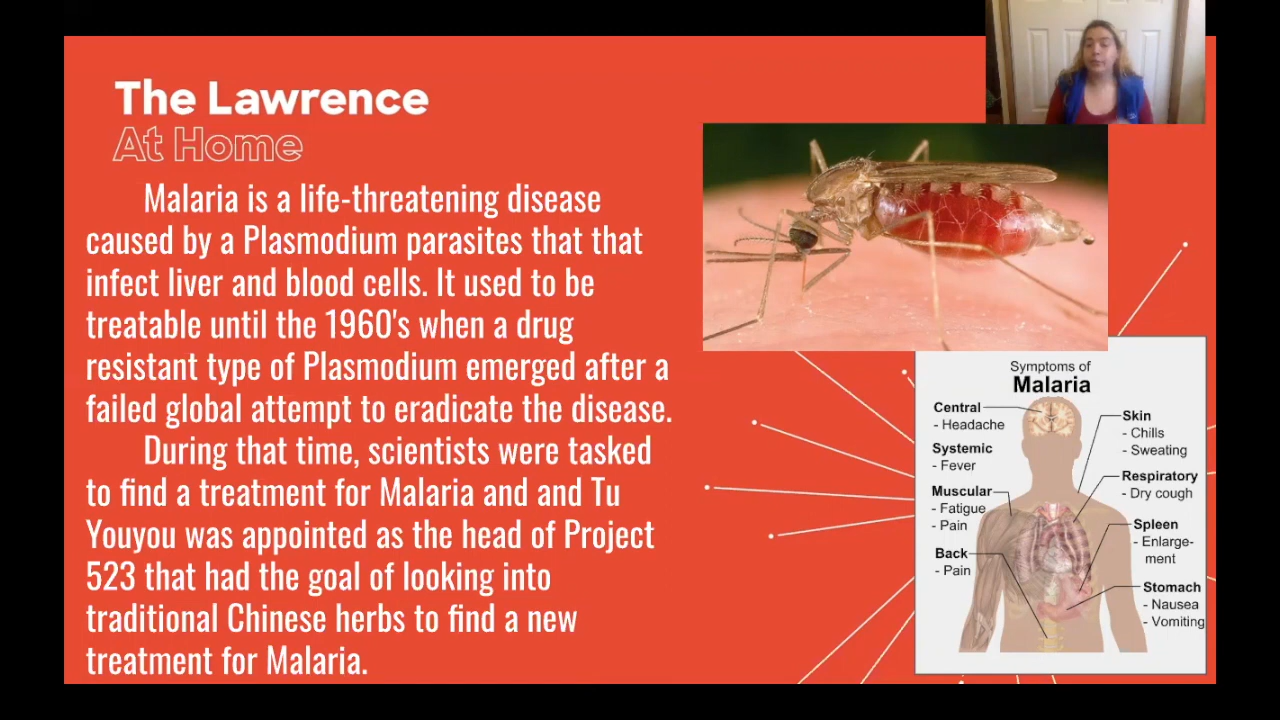 The Lawrence
At Home
Malaria is a life-threatening disease
caused by a Plasmodium parasites that that
infect liver and blood cells. It used to be
treatable until the 1960's when a drug
resistant type of Plasmodium emerged after a
failed global attempt to eradicate the disease.
During that time, scientists were tasked
to find a treatment for Malaria and and Tu
Youyou was appointed as the head of Project
523 that had the goal of looking into
traditional Chinese herbs to find a new
treatment for Malaria.
Symptoms of
Malaria
Central
- Headache
Systemic
- Fever
Muscular
- Fatigue
- Pain
Back
- Pain
Skin
- Chills
- Sweating
Respiratory
- Dry cough
Spleen
- Enlarge-
ment
Stomach
- Nausea
- Vomiting